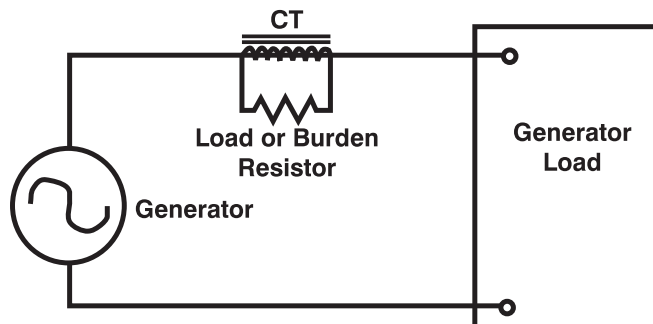 CT
Load or Burden
Resistor
Generator
Load
Generator